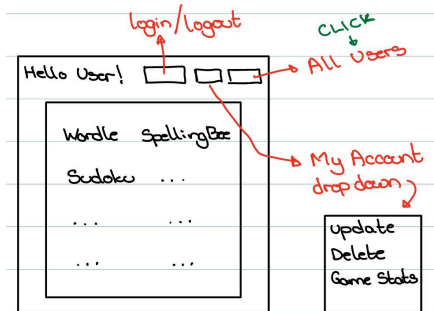 login/logout
CLICK
All Users
Hello User!
Wordle SpellingBee
Sudoku ...
... ...
... ...
My Account
drop down
Update
Delete
Game Stats